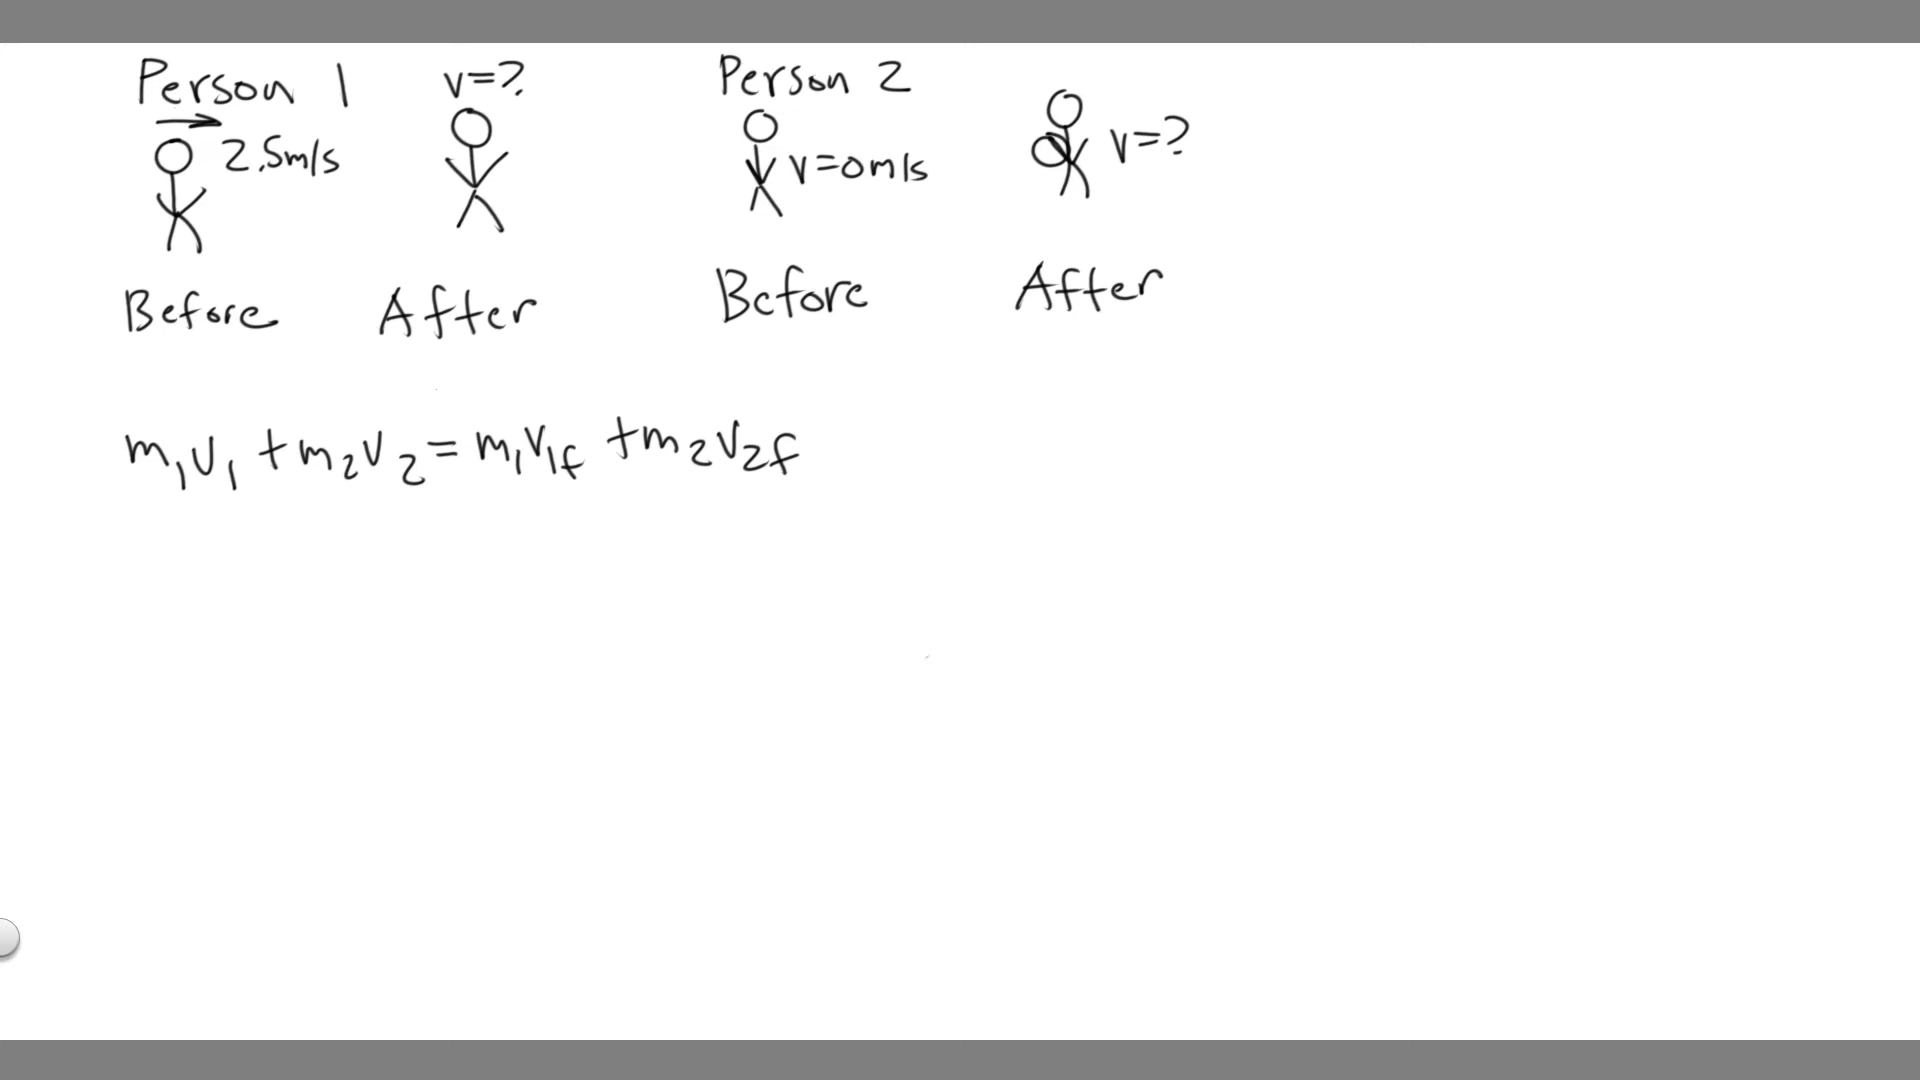 Person 1 v=? Person 2
2.5m/s v=0m/s v=?
Before After Before After
m₁v₁ + m₂v₂ = m₁v₁f + m₂v₂f